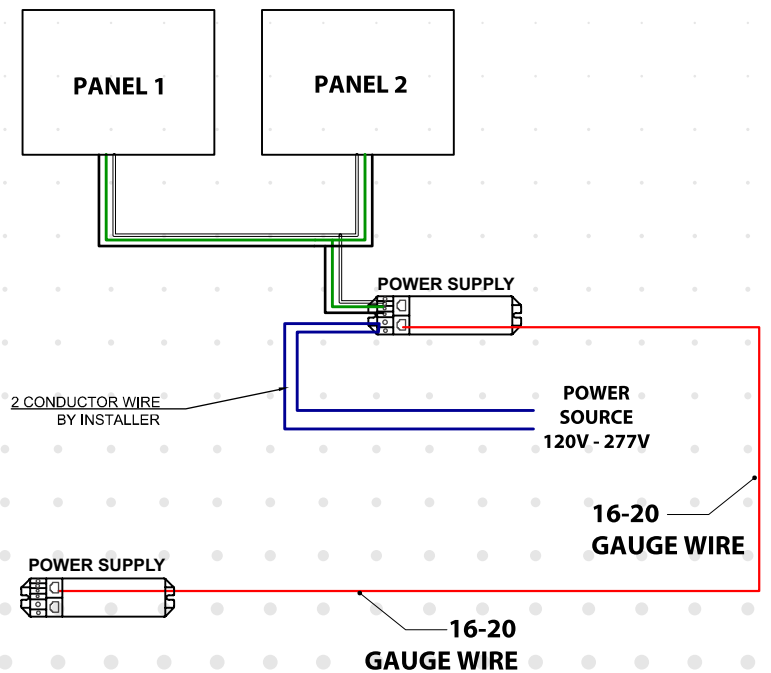 PANEL 1
PANEL 2
POWER SUPPLY
2 CONDUCTOR WIRE
BY INSTALLER
POWER
SOURCE
120V - 277V
16-20
GAUGE WIRE
POWER SUPPLY
16-20
GAUGE WIRE